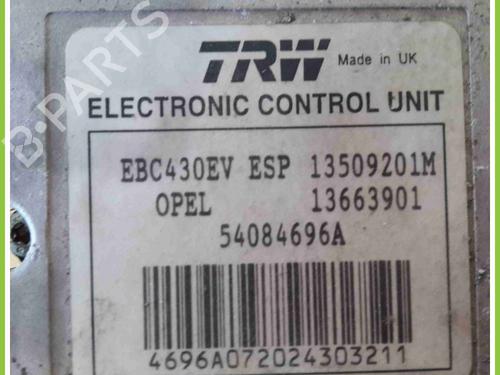 TRW Made in UK
ELECTRONIC CONTROL UNIT
EBC430EV ESP 13509201M
OPEL 13663901
54084696A
4696A072024303211
B-PARTS